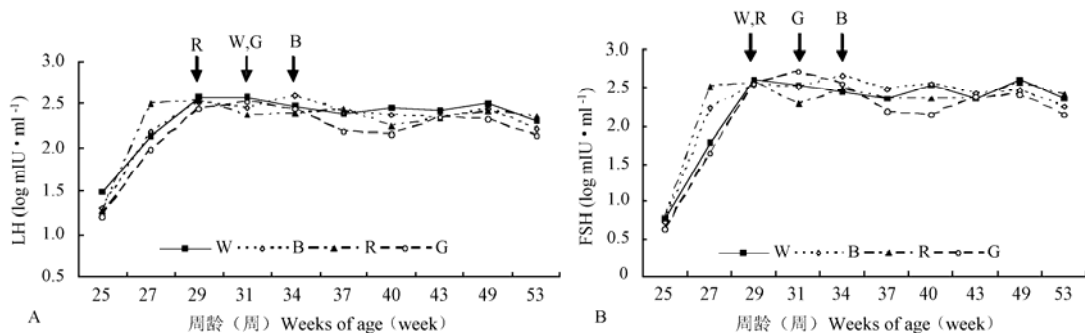 R
W,G
B
3.0
2.5
2.0
1.5
1.0
0.5
LH (log mIU·ml⁻¹)
W B R G
25 27 29 31 34 37 40 43 49 53
A
周龄（周）Weeks of age（week）
W,R
G
B
3.0
2.5
2.0
1.5
1.0
0.5
0
FSH (log mIU·ml⁻¹)
W B R G
25 27 29 31 34 37 40 43 49 53
B
周龄（周）Weeks of age（week）